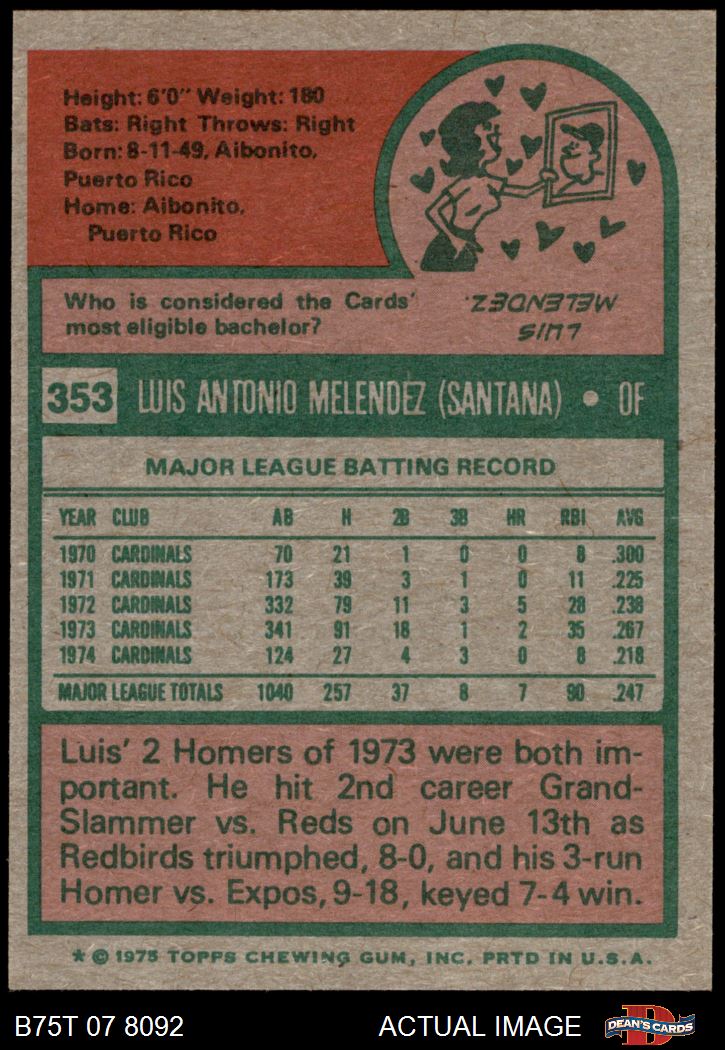 Height: 6'0" Weight: 180
Bats: Right Throws: Right
Born: 8-11-49, Aibonito,
Puerto Rico
Home: Aibonito,
Puerto Rico
Who is considered the Cards'
most eligible bachelor?
LUIS
MELENDEZ.
353 LUIS ANTONIO MELENDEZ (SANTANA) • OF
MAJOR LEAGUE BATTING RECORD
YEAR CLUB AB H 2B 3B HR RBI AVG
1970 CARDINALS 70 21 1 0 0 8 .300
1971 CARDINALS 173 39 3 1 0 11 .225
1972 CARDINALS 332 79 11 3 5 28 .238
1973 CARDINALS 341 91 18 1 2 35 .267
1974 CARDINALS 124 27 4 3 0 8 .218
MAJOR LEAGUE TOTALS 1040 257 37 8 7 90 .247
Luis' 2 Homers of 1973 were both im-
portant. He hit 2nd career Grand-
Slammer vs. Reds on June 13th as
Redbirds triumphed, 8-0, and his 3-run
Homer vs. Expos, 9-18, keyed 7-4 win.
* © 1975 TOPPS CHEWING GUM, INC. PRTD IN U.S.A.
B75T 07 8092 ACTUAL IMAGE DEAN'S CARDS